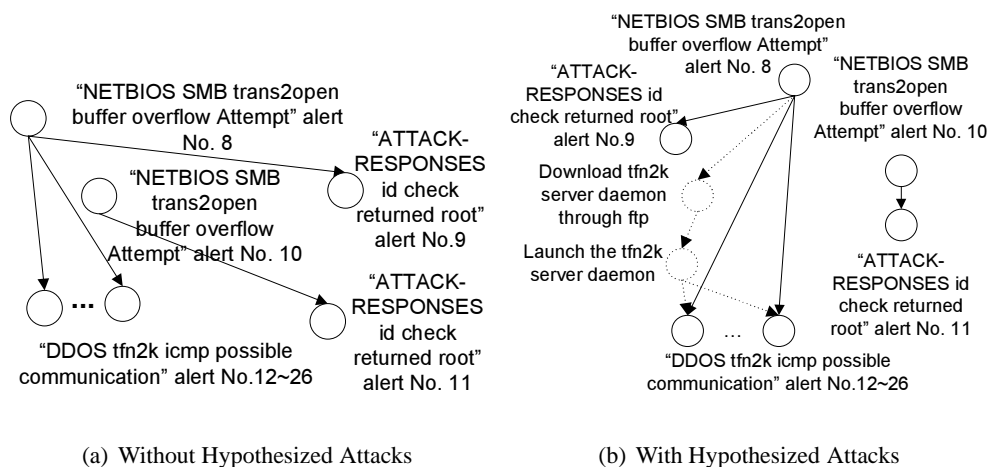 “NETBIOS SMB trans2open
buffer overflow Attempt” alert
No. 8
“ATTACK-
RESPONSES
id check
returned root”
alert No.9
“NETBIOS SMB
trans2open
buffer overflow
Attempt” alert No. 10
“ATTACK-
RESPONSES
id check
returned root”
alert No. 11
...
“DDOS tfn2k icmp possible
communication” alert No.12~26
(a) Without Hypothesized Attacks
“NETBIOS SMB trans2open
buffer overflow Attempt”
alert No. 8
“ATTACK-
RESPONSES id
check returned root”
alert No.9
“NETBIOS SMB
trans2open
buffer overflow
Attempt” alert No. 10
Download tfn2k
server daemon
through ftp
Launch the tfn2k
server daemon
“ATTACK-
RESPONSES id
check returned
root” alert No. 11
...
“DDOS tfn2k icmp possible
communication” alert No.12~26
(b) With Hypothesized Attacks